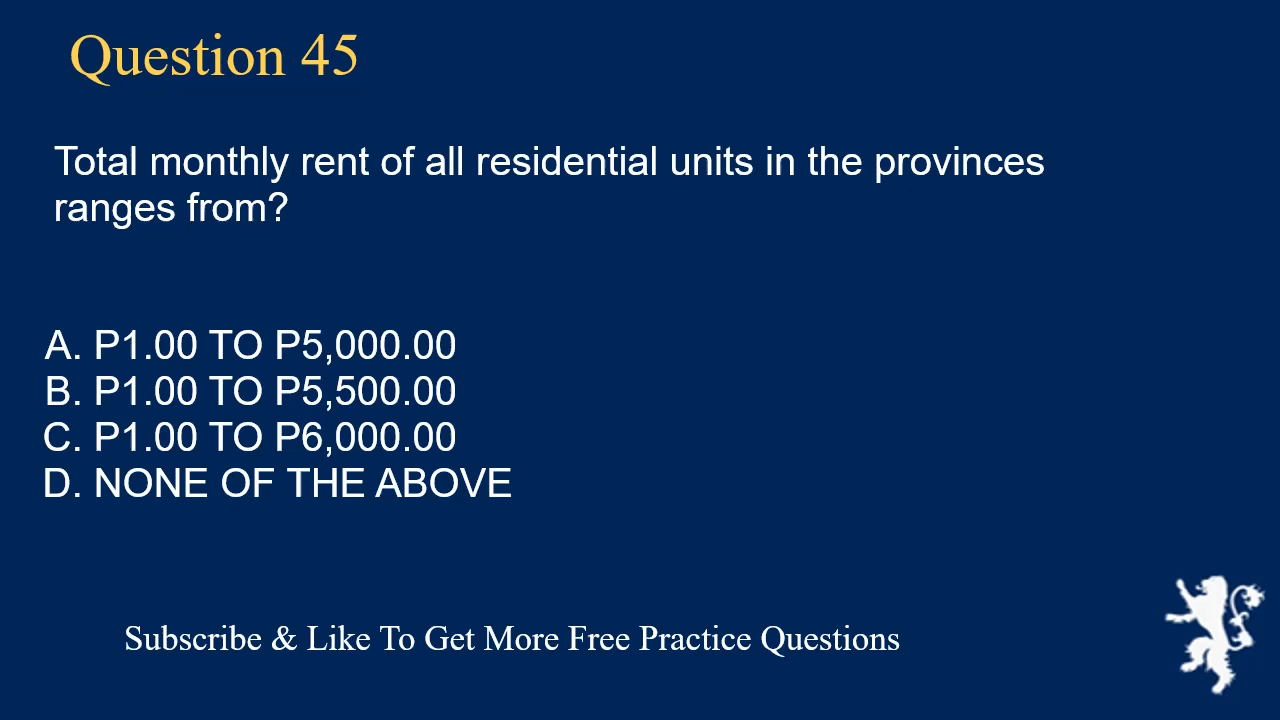 Question 45
Total monthly rent of all residential units in the provinces
ranges from?
A. P1.00 TO P5,000.00
B. P1.00 TO P5,500.00
C. P1.00 TO P6,000.00
D. NONE OF THE ABOVE
Subscribe & Like To Get More Free Practice Questions